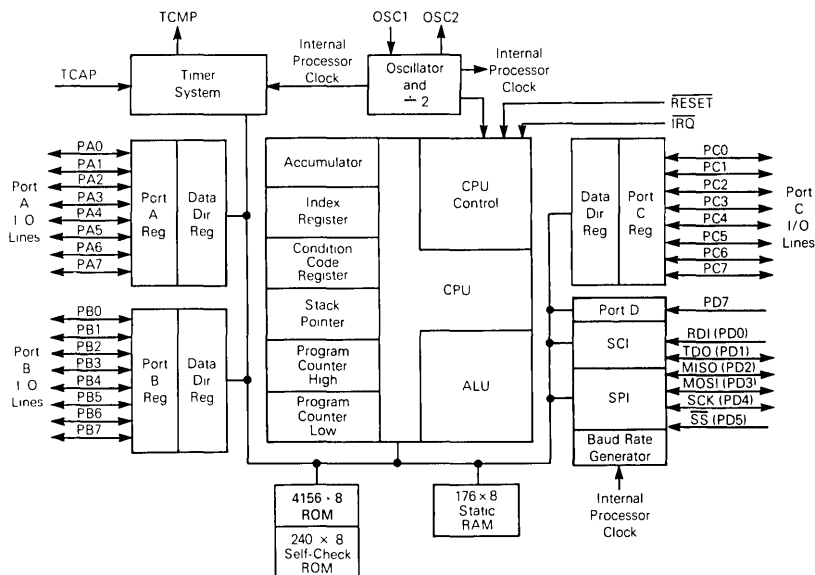 TCMP
OSC1
OSC2
TCAP
Timer
System
Internal
Processor
Clock
Oscillator
and
÷ 2
Internal
Processor
Clock
RESET
IRQ
Port
A
I O
Lines
PA0
PA1
PA2
PA3
PA4
PA5
PA6
PA7
Port
A
Reg
Data
Dir
Reg
Accumulator
Index
Register
Condition
Code
Register
Stack
Pointer
Program
Counter
High
Program
Counter
Low
CPU
Control
CPU
ALU
Data
Dir
Reg
Port
C
Reg
PC0
PC1
PC2
PC3
PC4
PC5
PC6
PC7
Port
C
I/O
Lines
Port
B
I O
Lines
PB0
PB1
PB2
PB3
PB4
PB5
PB6
PB7
Port
B
Reg
Data
Dir
Reg
Port D
SCI
SPI
Baud Rate
Generator
PD7
RDI (PD0)
TDO (PD1)
MISO (PD2)
MOSI (PD3)
SCK (PD4)
SS (PD5)
Internal
Processor
Clock
4156 × 8
ROM
240 × 8
Self-Check
ROM
176 × 8
Static
RAM